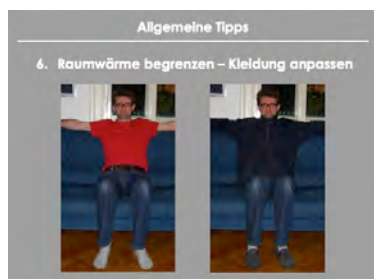 Allgemeine Tipps
6. Raumwärme begrenzen – Kleidung anpassen